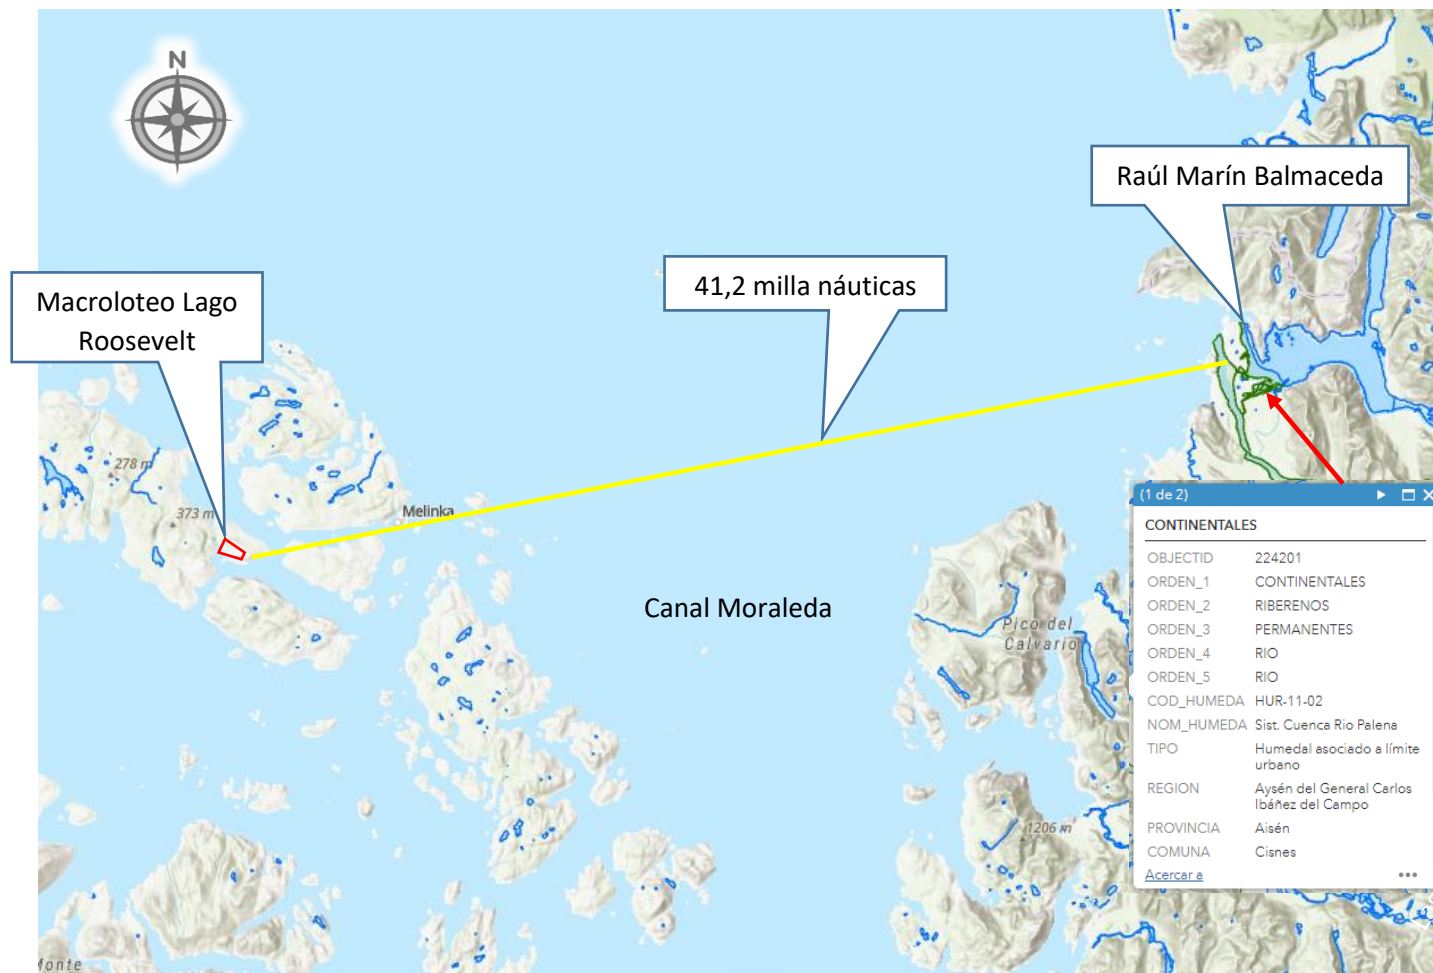 N
Raúl Marín Balmaceda
41,2 milla náuticas
Macroloteo Lago
Roosevelt
278 m
373 m
Melinka
Canal Moraleda
Pico del
Calvario
1206 m
Monte
(1 de 2)
CONTINENTALES
OBJECTID 224201
ORDEN_1 CONTINENTALES
ORDEN_2 RIBERENOS
ORDEN_3 PERMANENTES
ORDEN_4 RIO
ORDEN_5 RIO
COD_HUMEDA HUR-11-02
NOM_HUMEDA Sist. Cuenca Rio Palena
TIPO Humedal asociado a límite
urbano
REGION Aysén del General Carlos
Ibáñez del Campo
PROVINCIA Aisén
COMUNA Cisnes
Acercar a